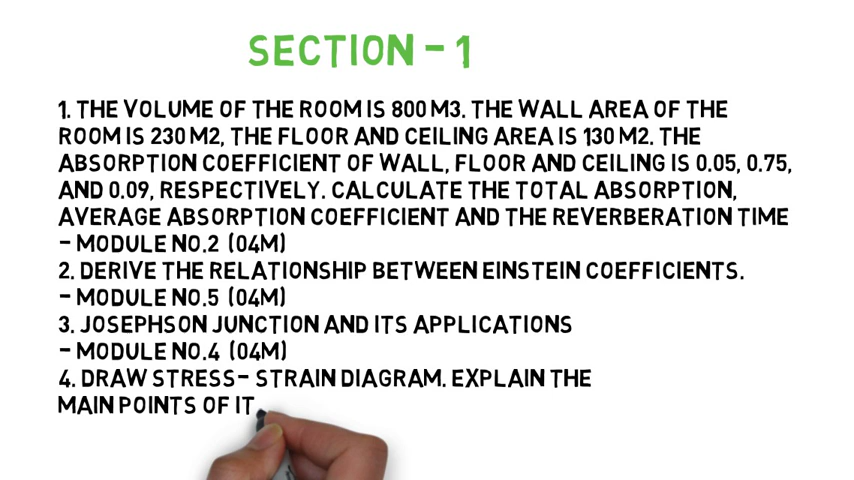 SECTION - 1
1. THE VOLUME OF THE ROOM IS 800 M3. THE WALL AREA OF THE
ROOM IS 230 M2, THE FLOOR AND CEILING AREA IS 130 M2. THE
ABSORPTION COEFFICIENT OF WALL, FLOOR AND CEILING IS 0.05, 0.75,
AND 0.09, RESPECTIVELY. CALCULATE THE TOTAL ABSORPTION,
AVERAGE ABSORPTION COEFFICIENT AND THE REVERBERATION TIME
- MODULE NO.2 (04M)
2. DERIVE THE RELATIONSHIP BETWEEN EINSTEIN COEFFICIENTS.
- MODULE NO.5 (04M)
3. JOSEPHSON JUNCTION AND ITS APPLICATIONS
- MODULE NO.4 (04M)
4. DRAW STRESS- STRAIN DIAGRAM. EXPLAIN THE
MAIN POINTS OF IT.